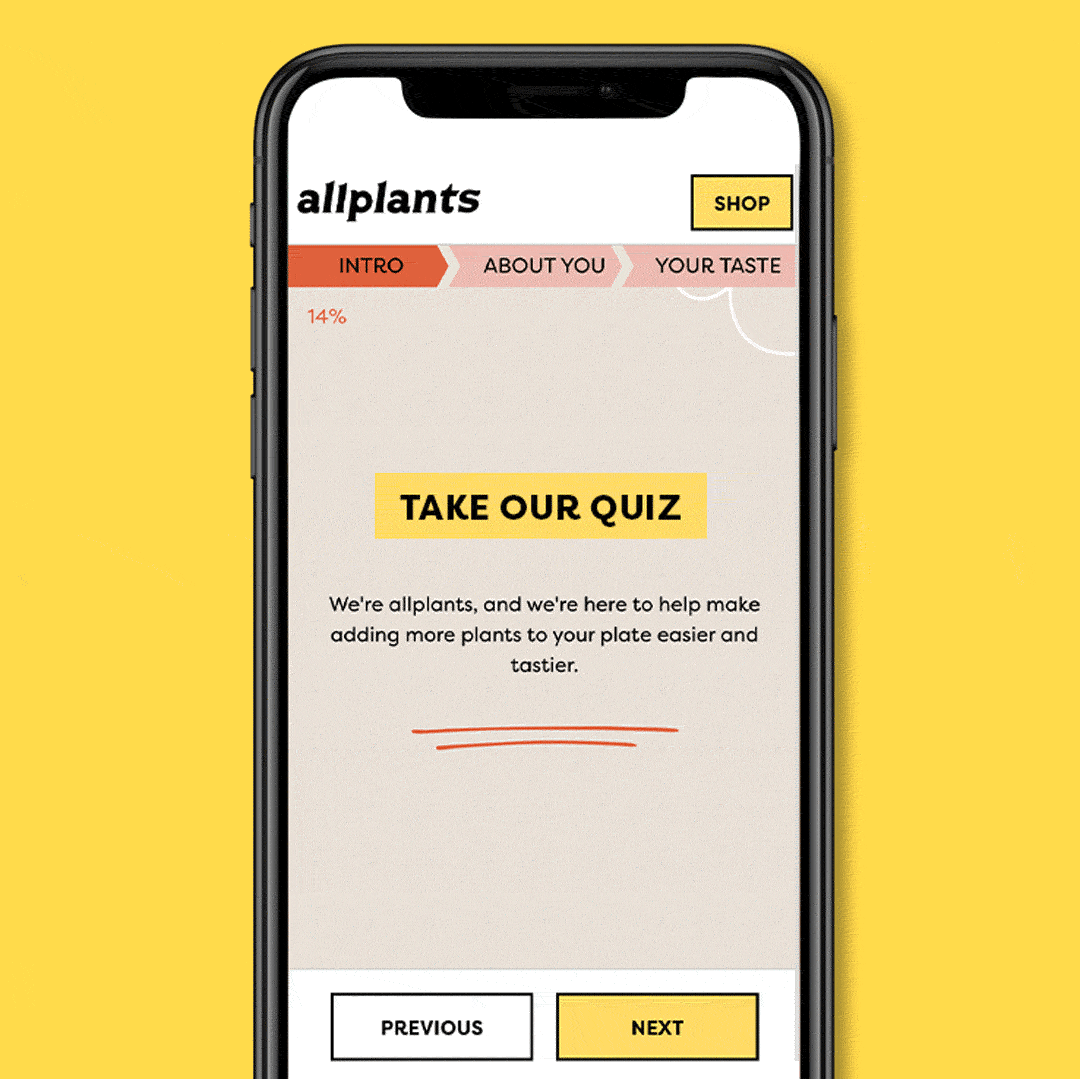 allplants
SHOP
INTRO
ABOUT YOU
YOUR TASTE
14%
TAKE OUR QUIZ
We're allplants, and we're here to help make
adding more plants to your plate easier and
tastier.
PREVIOUS
NEXT